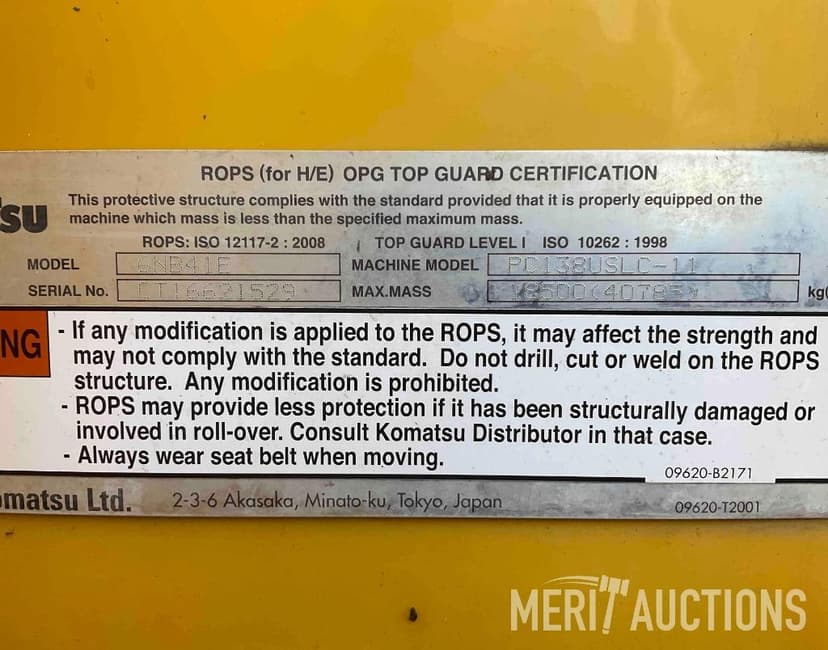 ROPS (for H/E) OPG TOP GUARD CERTIFICATION
This protective structure complies with the standard provided that it is properly equipped on the
machine which mass is less than the specified maximum mass.
ROPS: ISO 12117-2 : 2008 TOP GUARD LEVEL I ISO 10262 : 1998
MODEL MACHINE MODEL PC138USLC-11
SERIAL No. MAX.MASS
- If any modification is applied to the ROPS, it may affect the strength and
may not comply with the standard. Do not drill, cut or weld on the ROPS
structure. Any modification is prohibited.
- ROPS may provide less protection if it has been structurally damaged or
involved in roll-over. Consult Komatsu Distributor in that case.
- Always wear seat belt when moving.
09620-B2171
omatsu Ltd. 2-3-6 Akasaka, Minato-ku, Tokyo, Japan 09620-T2001
MERIT AUCTIONS